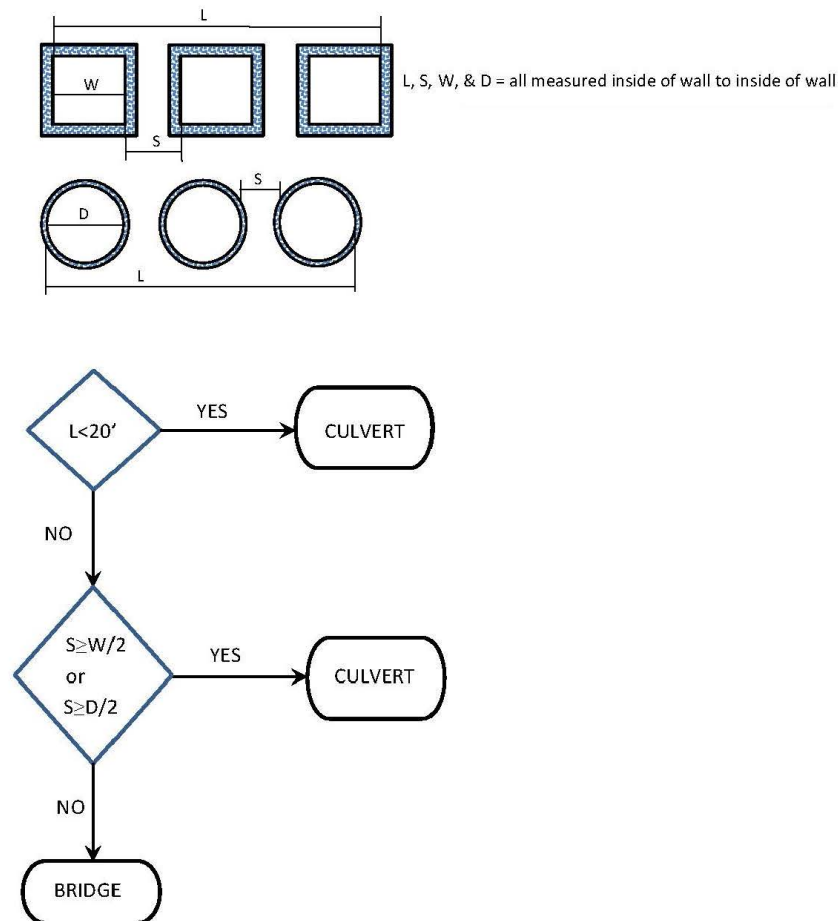 L
W
L, S, W, & D = all measured inside of wall to inside of wall
S
S
D
L
L<20'
YES
CULVERT
NO
S≥W/2
or
S≥D/2
YES
CULVERT
NO
BRIDGE